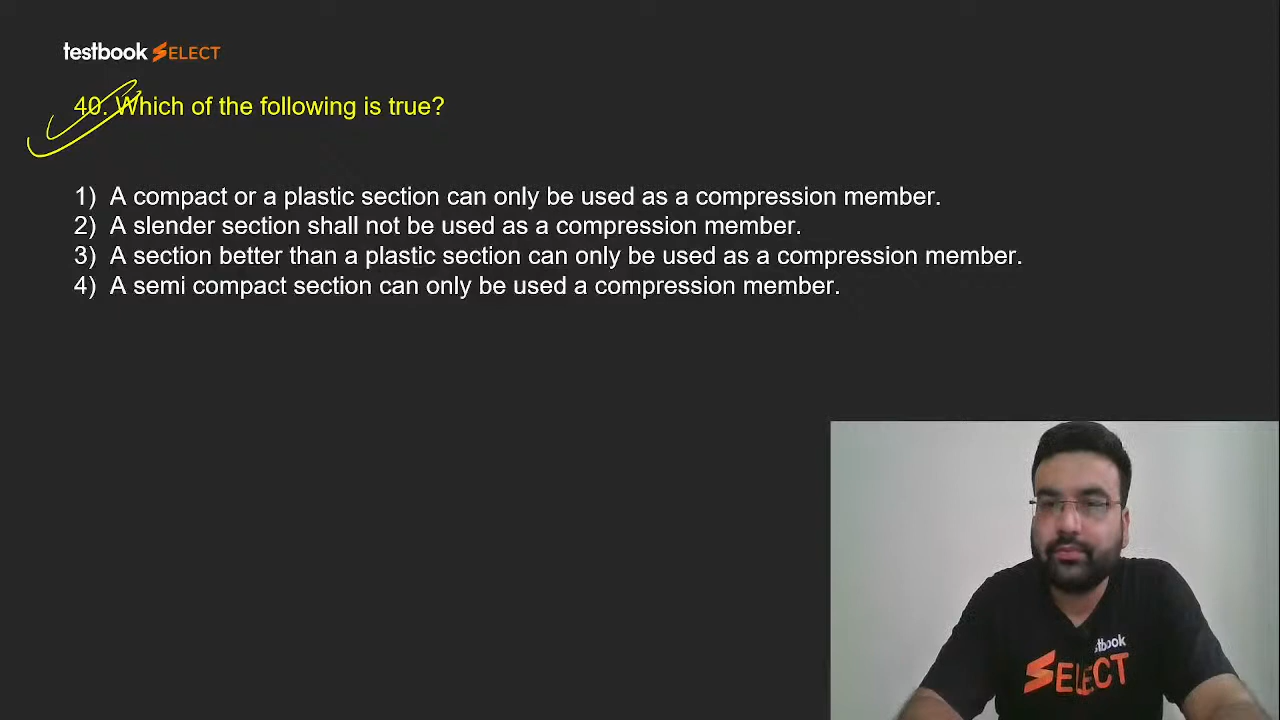 testbook SELECT
40. Which of the following is true?
1) A compact or a plastic section can only be used as a compression member.
2) A slender section shall not be used as a compression member.
3) A section better than a plastic section can only be used as a compression member.
4) A semi compact section can only be used a compression member.
tbook
SELECT